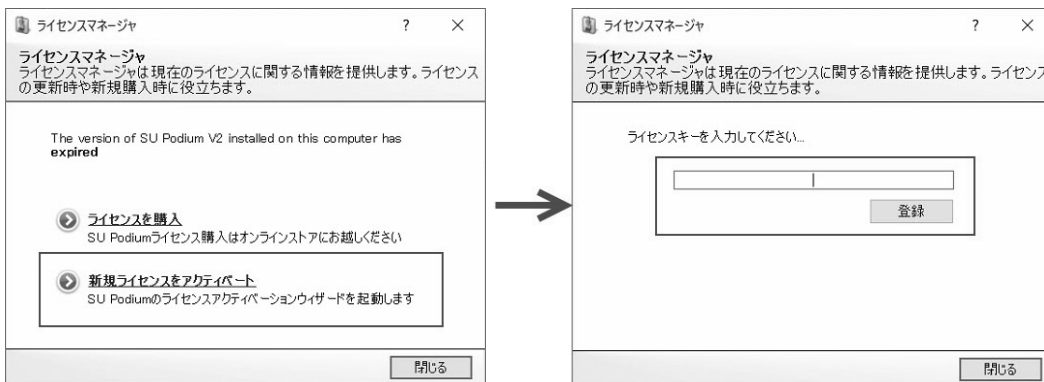 ライセンスマネージャ
?
×
ライセンスマネージャ
ライセンスマネージャは現在のライセンスに関する情報を提供します。ライセンス
の更新時や新規購入時に役立ちます。
The version of SU Podium V2 installed on this computer has
expired
ライセンスを購入
SU Podiumライセンス購入はオンラインストアにお越しください
新規ライセンスをアクティベート
SU Podiumのライセンスアクティベーションウィザードを起動します
閉じる
ライセンスマネージャ
?
×
ライセンスマネージャ
ライセンスマネージャは現在のライセンスに関する情報を提供します。ライセンス
の更新時や新規購入時に役立ちます。
ライセンスキーを入力してください...
登録
閉じる